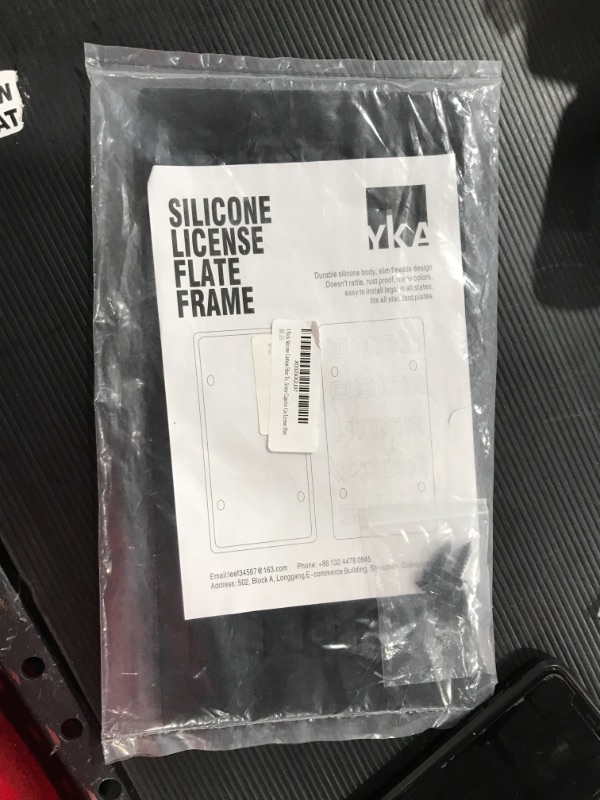 W
AT
SILICONE
LICENSE
FLATE
FRAME
YKA
Durable silicone body, slim flexible design
Doesn't rattle, rust proof, many colors,
easy to install legal in all states,
fits all standard plates.
Email:leef34567@163.com Phone: +86 132 4478 0945
Address: 502, Block A, Longgang E-commerce Building,